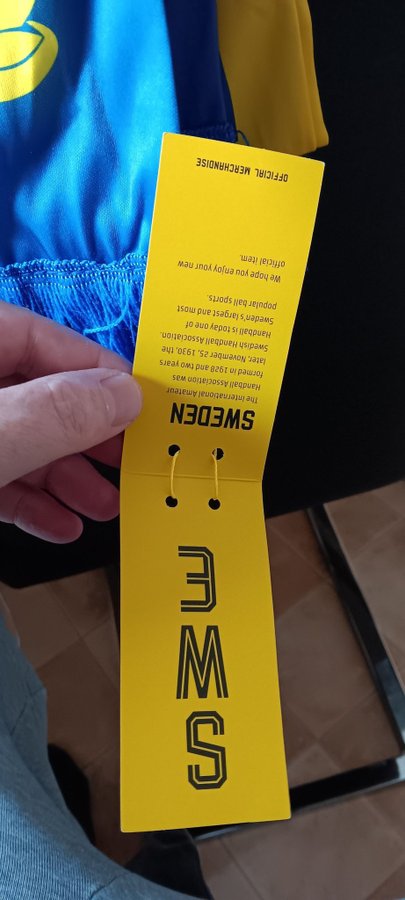 SWEDEN
The International Amateur
Handball Association was
formed in 1928 and two years
later, November 25, 1930, the
Swedish Handball Association.
Handball is today one of
Sweden's largest and most
popular ball sports.
We hope you enjoy your new
official item.
OFFICIAL MERCHANDISE
SWE